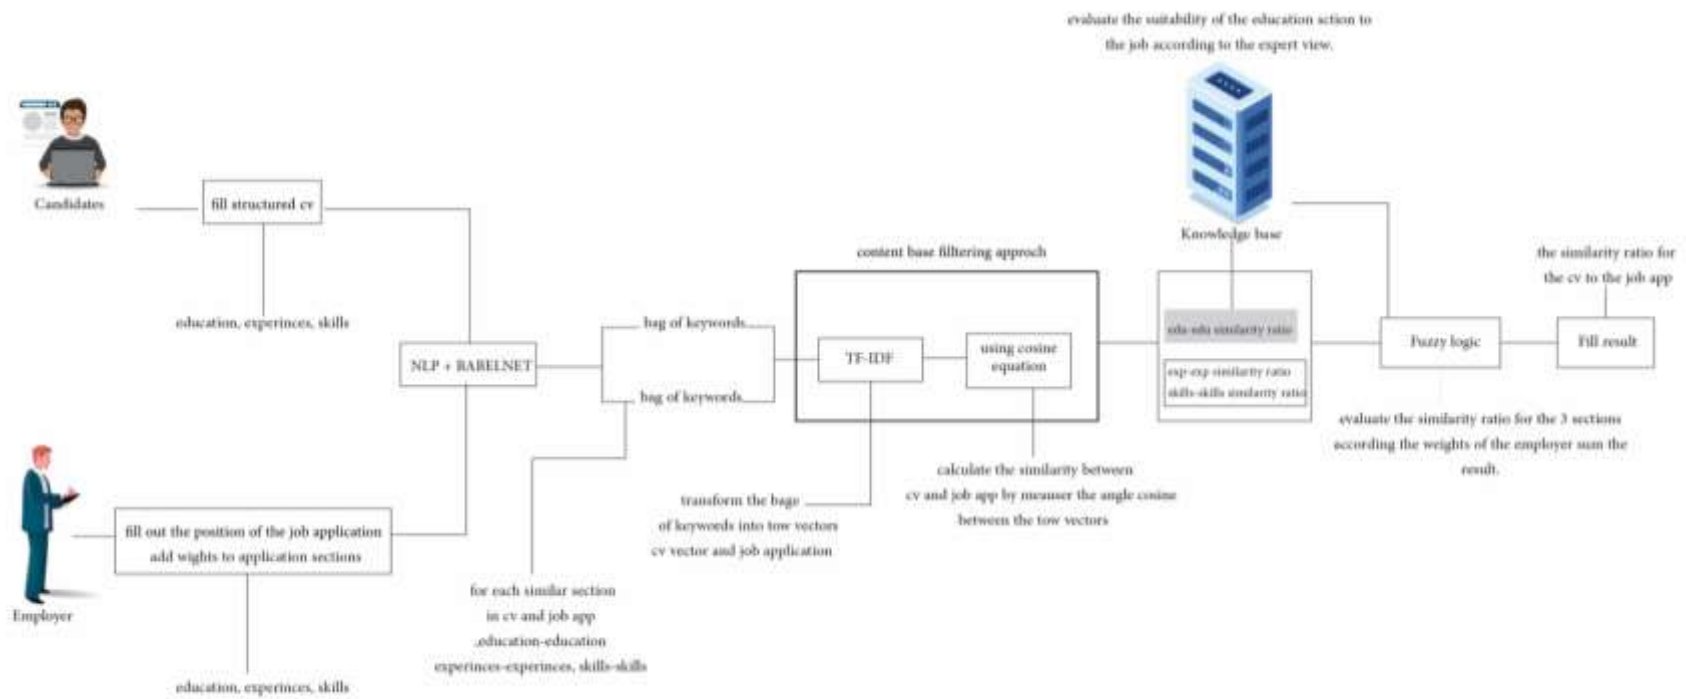 evaluate the suitability of the education action to
the job according to the expert view.
Candidates
fill structured cv
education, experinces, skills
Knowledge base
content base filltering approch
the similarity ratio for
the cv to the job app
bag of keywords
NLP + BABELNET
bag of keywords
TF-IDF
using cosine
equation
edu-edu similarity ratio
exp-exp similarity ratio
skills-skills similarity ratio
Fuzzy logic
Fill result
evaluate the similarity ratio for the 3 sections
according the weights of the employer sum the
result.
calculate the similarity between
cv and job app by meauser the angle cosine
between the tow vectors
transform the bage
of keywords into tow vectors
cv vector and job application
fill out the position of the job application
add wights to application sections
Employer
for each similar section
in cv and job app
,education-education
experinces-experinces, skills-skills
education, experinces, skills